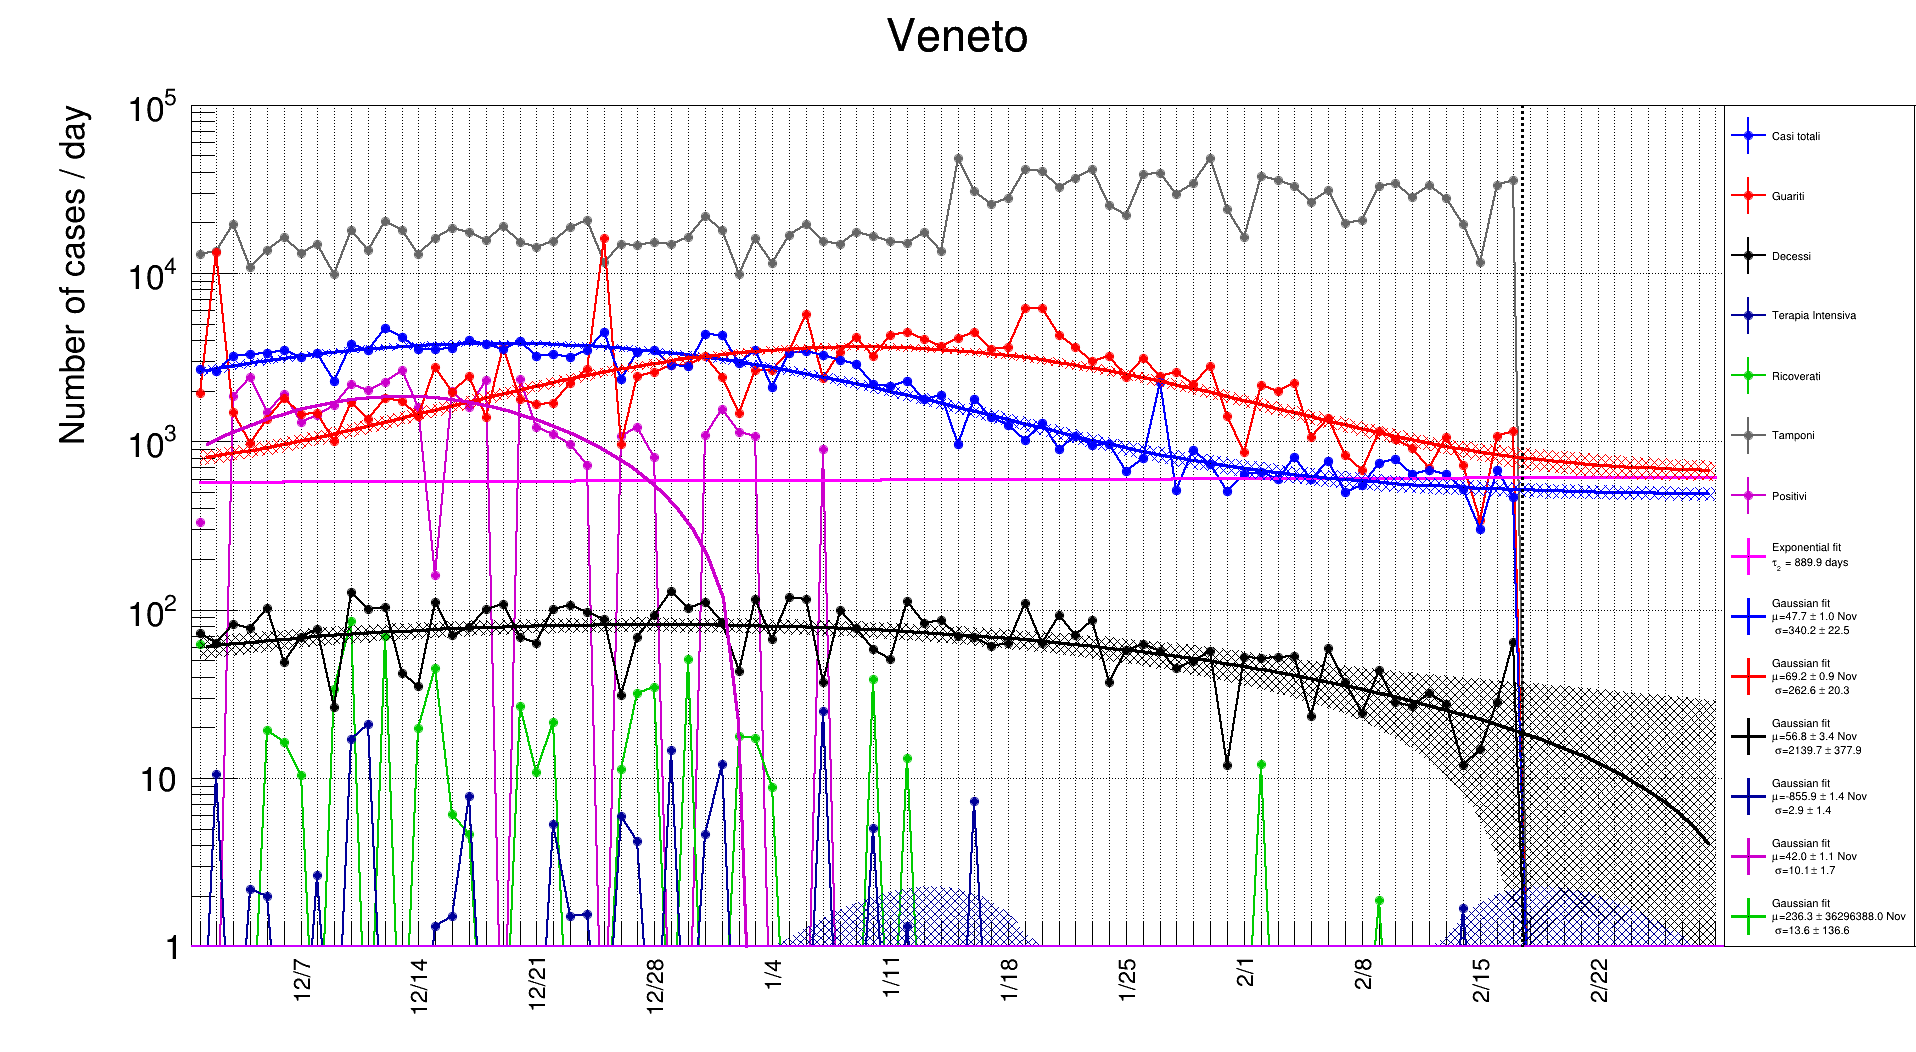 Veneto
Number of cases / day
10^5
10^4
10^3
10^2
10
1
12/7
12/14
12/21
12/28
1/4
1/11
1/18
1/25
2/1
2/8
2/15
2/22
Casi totali
Guariti
Decessi
Terapia Intensiva
Ricoverati
Tamponi
Positivi
Exponential fit
τ_2 = 889.9 days
Gaussian fit
μ=47.7 ± 1.0 Nov
σ=340.2 ± 22.5
Gaussian fit
μ=69.2 ± 0.9 Nov
σ=262.6 ± 20.3
Gaussian fit
μ=56.8 ± 3.4 Nov
σ=2139.7 ± 377.9
Gaussian fit
μ=-855.9 ± 1.4 Nov
σ=2.9 ± 1.4
Gaussian fit
μ=42.0 ± 1.1 Nov
σ=10.1 ± 1.7
Gaussian fit
μ=236.3 ± 36296388.0 Nov
σ=13.6 ± 136.6